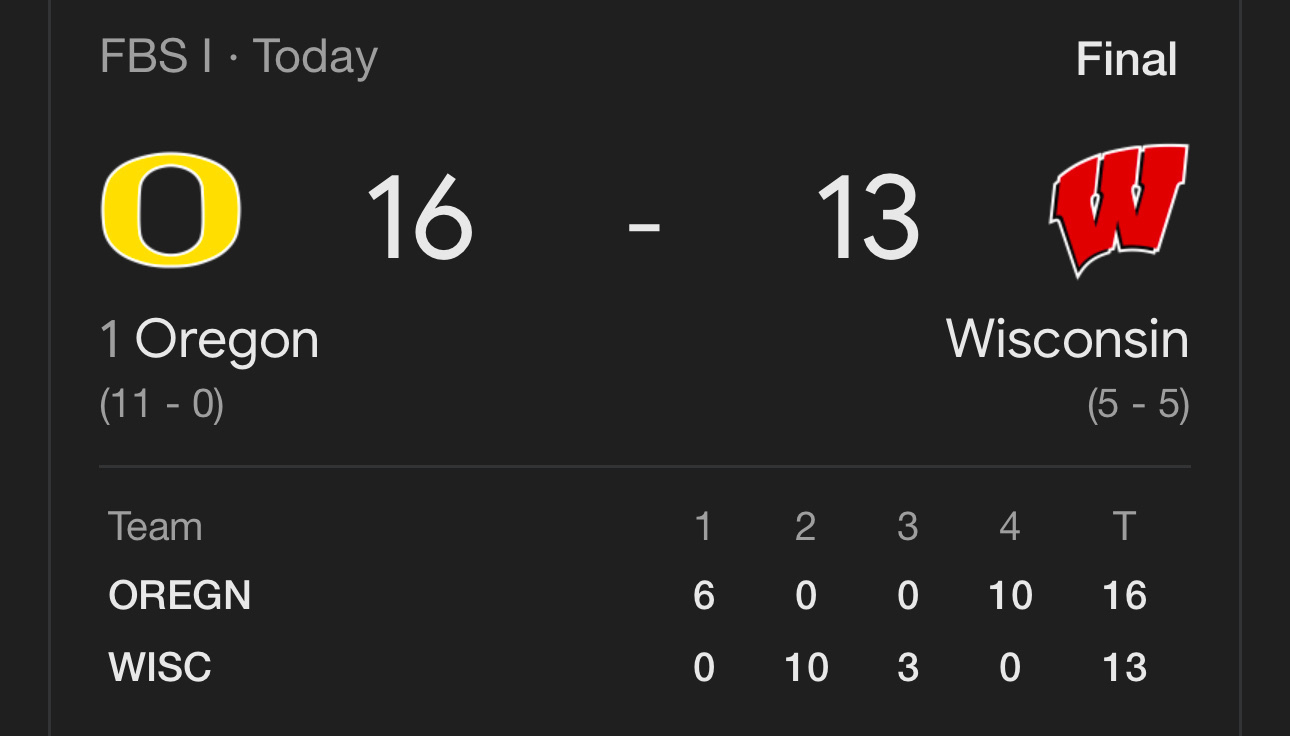 FBS I · Today Final
O 16 - 13 W
1 Oregon Wisconsin
(11 - 0) (5 - 5)
Team 1 2 3 4 T
OREGN 6 0 0 10 16
WISC 0 10 3 0 13